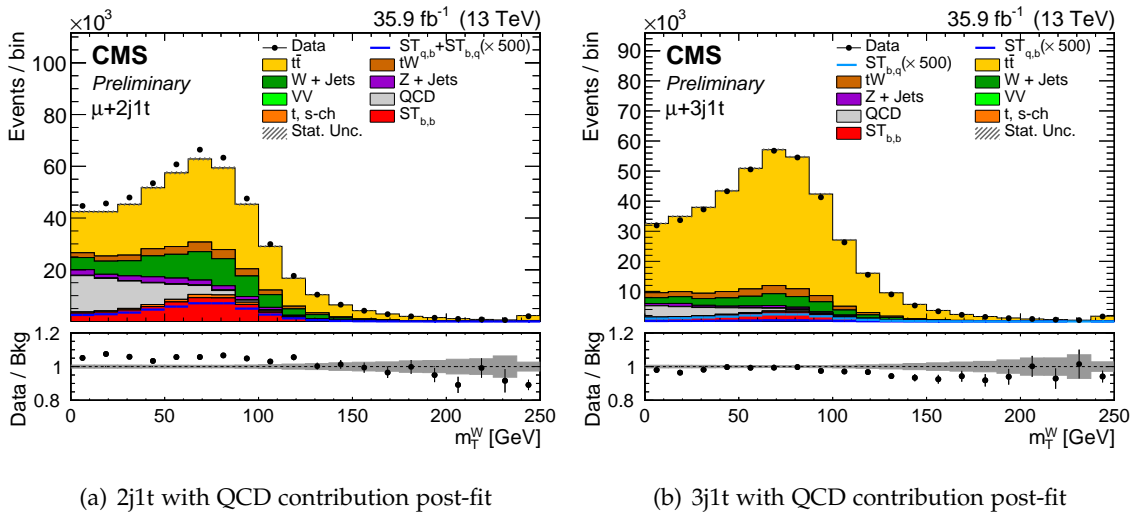 ×10³ 35.9 fb⁻¹ (13 TeV)
Events / bin
100
80
60
40
20
CMS
Preliminary
μ+2j1t
Data
tt̄
W + Jets
VV
t, s-ch
Stat. Unc.
ST_q,b+ST_b,q(× 500)
tW
Z + Jets
QCD
ST_b,b
Data / Bkg
1.2
1
0.8
0 50 100 150 200 250
m_T^W [GeV]
(a) 2j1t with QCD contribution post-fit
×10³ 35.9 fb⁻¹ (13 TeV)
Events / bin
90
80
70
60
50
40
30
20
10
CMS
Preliminary
μ+3j1t
Data
ST_b,q(× 500)
tW
Z + Jets
QCD
ST_b,b
ST_q,b(× 500)
tt̄
W + Jets
VV
t, s-ch
Stat. Unc.
Data / Bkg
1.2
1
0.8
0 50 100 150 200 250
m_T^W [GeV]
(b) 3j1t with QCD contribution post-fit